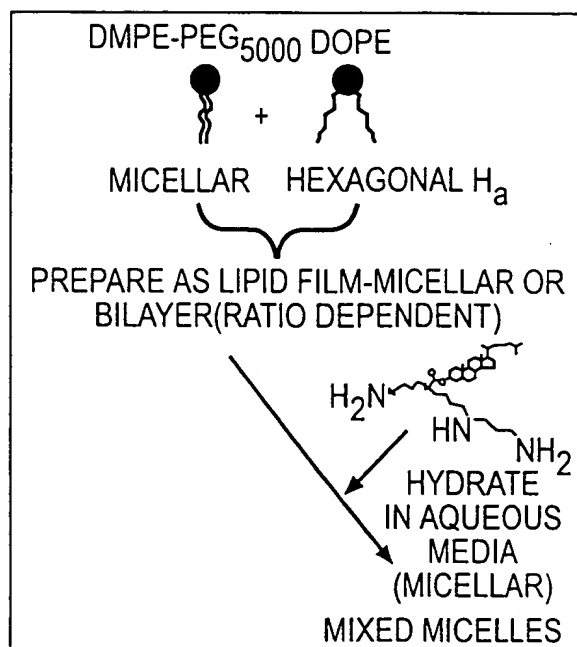 DMPE-PEG5000 DOPE
+
MICELLAR HEXAGONAL Ha
PREPARE AS LIPID FILM-MICELLAR OR
BILAYER(RATIO DEPENDENT)
H2N
HN
NH2
HYDRATE
IN AQUEOUS
MEDIA
(MICELLAR)
MIXED MICELLES